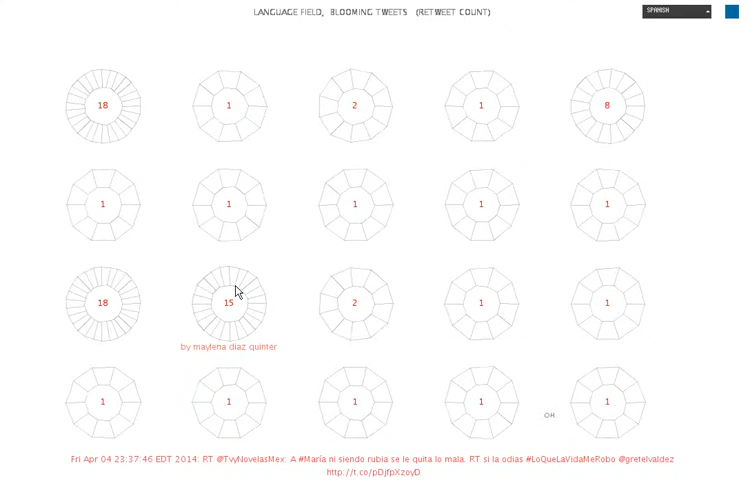 LANGUAGE FIELD, BLOOMING TWEETS (RETWEET COUNT)
SPANISH
18 1 2 1 8
1 1 1 1 1
18 15 2 1 1
by maylena diaz quinter
1 1 1 1 1
OH
Fri Apr 04 23:37:46 EDT 2014: RT @TvyNovelasMex: A #María ni siendo rubia se le quita lo mala. RT si la odias #LoQueLaVidaMeRobo @gretelvaldez
http://t.co/pDjfpXzoyD